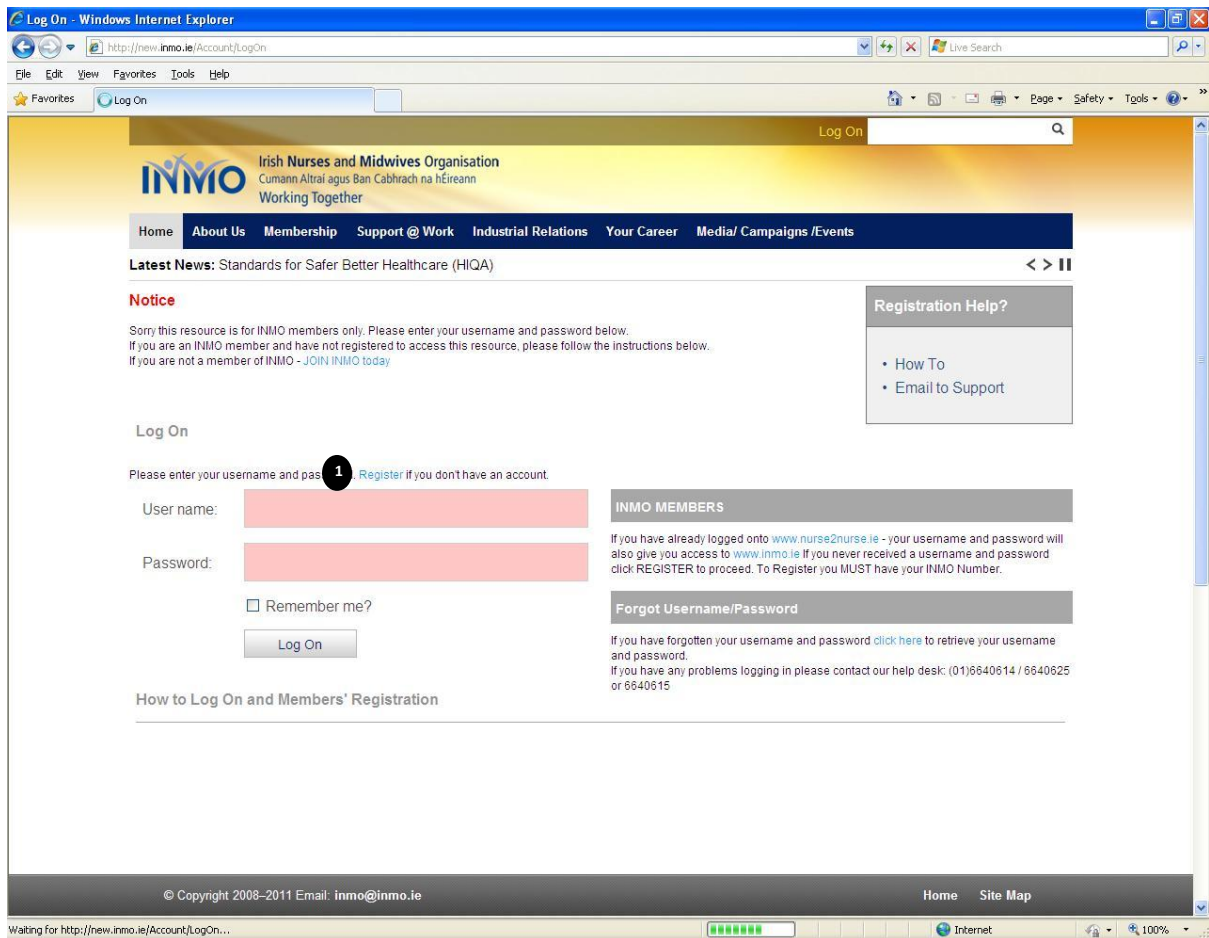 Log On - Windows Internet Explorer
http://new.inmo.ie/Account/LogOn
Live Search
File Edit View Favorites Tools Help
Favorites Log On Page Safety Tools
Log On
INMO
Irish Nurses and Midwives Organisation
Cumann Altraí agus Ban Cabhrach na hÉireann
Working Together
Home About Us Membership Support @ Work Industrial Relations Your Career Media/ Campaigns /Events
Latest News: Standards for Safer Better Healthcare (HIQA)
Notice
Sorry this resource is for INMO members only. Please enter your username and password below.
If you are an INMO member and have not registered to access this resource, please follow the instructions below.
If you are not a member of INMO - JOIN INMO today
Registration Help?
• How To
• Email to Support
Log On
Please enter your username and pas 1 . Register if you don't have an account.
User name:
Password:
Remember me?
Log On
INMO MEMBERS
If you have already logged onto www.nurse2nurse.ie - your username and password will
also give you access to www.inmo.ie If you never received a username and password
click REGISTER to proceed. To Register you MUST have your INMO Number.
Forgot Username/Password
If you have forgotten your username and password click here to retrieve your username
and password.
If you have any problems logging in please contact our help desk: (01)6640614 / 6640625
or 6640615
How to Log On and Members' Registration
© Copyright 2008–2011 Email: inmo@inmo.ie Home Site Map
Waiting for http://new.inmo.ie/Account/LogOn... Internet 100%